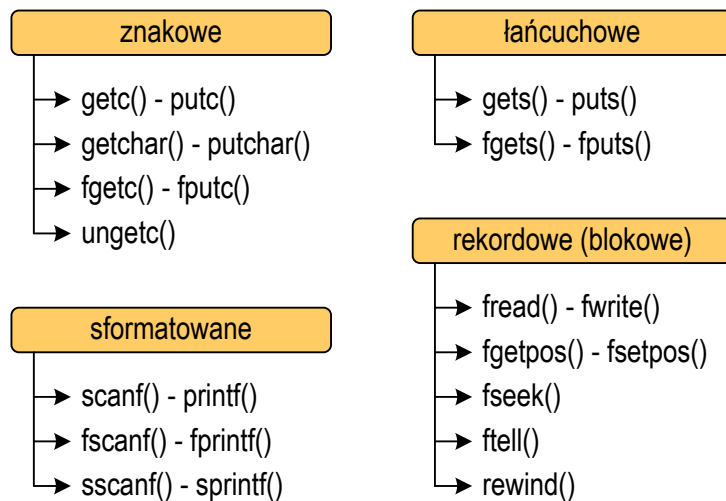 znakowe
getc() - putc()
getchar() - putchar()
fgetc() - fputc()
ungetc()
sformatowane
scanf() - printf()
fscanf() - fprintf()
sscanf() - sprintf()
łańcuchowe
gets() - puts()
fgets() - fputs()
rekordowe (blokowe)
fread() - fwrite()
fgetpos() - fsetpos()
fseek()
ftell()
rewind()